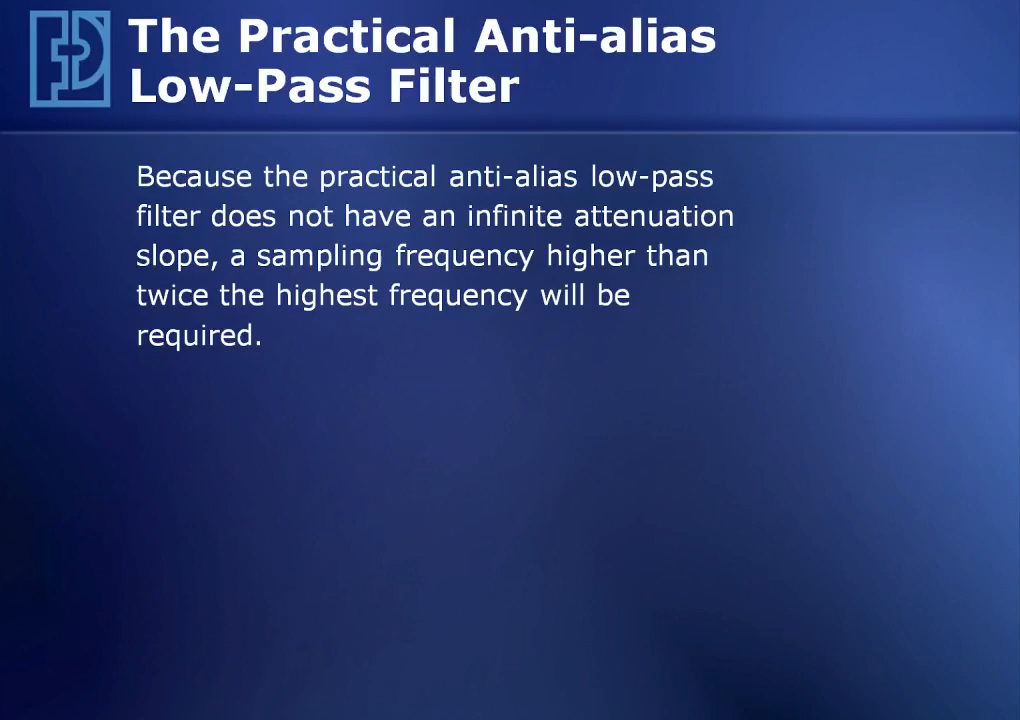 The Practical Anti-alias
Low-Pass Filter
Because the practical anti-alias low-pass
filter does not have an infinite attenuation
slope, a sampling frequency higher than
twice the highest frequency will be
required.